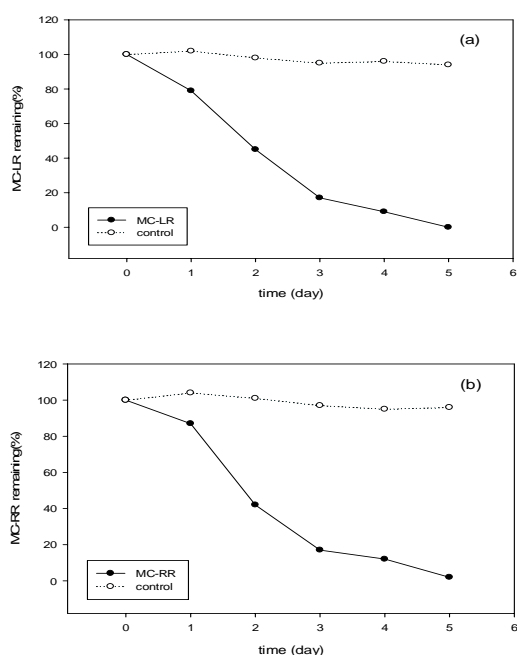 120
(a)
100
80
60
40
20
0
MC-LR remaining(%)
MC-LR
control
0 1 2 3 4 5 6
time (day)
120
(b)
100
80
60
40
20
0
MC-RR remaining(%)
MC-RR
control
0 1 2 3 4 5 6
time (day)